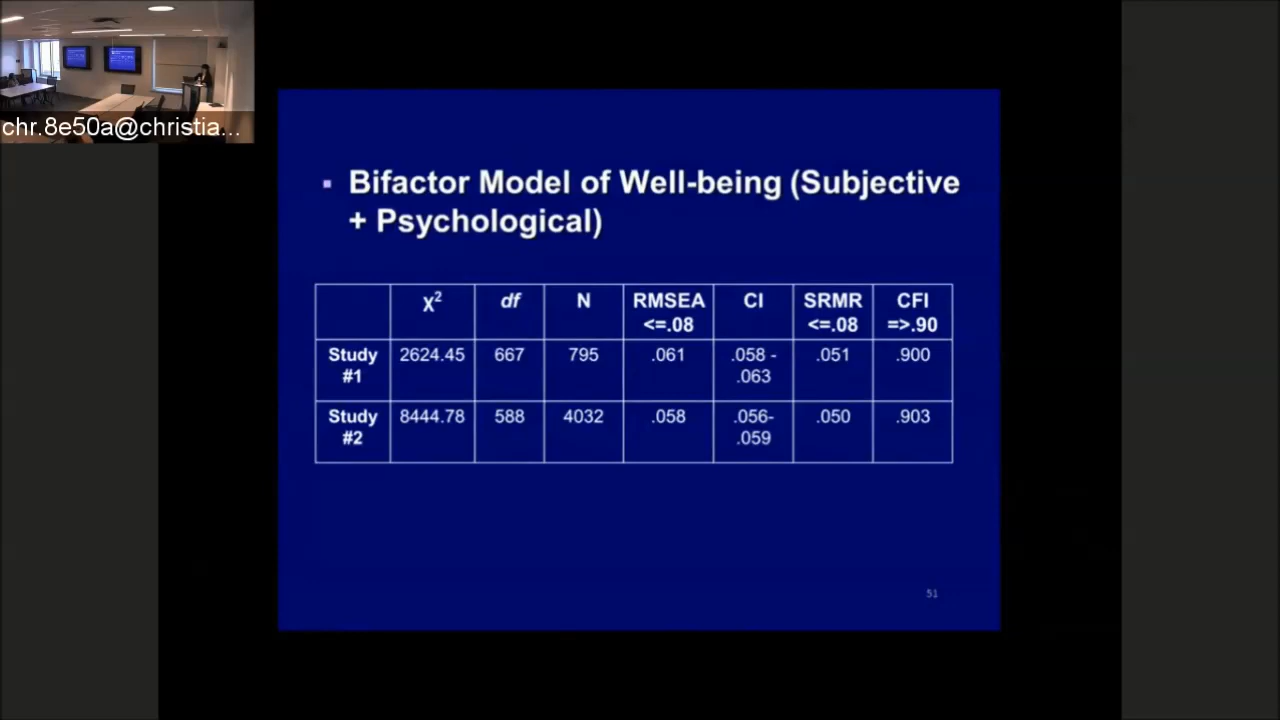 chr.8e50a@christia...
▪ Bifactor Model of Well-being (Subjective
+ Psychological)
χ² df N RMSEA <=.08 CI SRMR <=.08 CFI =>.90
Study #1 2624.45 667 795 .061 .058 - .063 .051 .900
Study #2 8444.78 588 4032 .058 .056- .059 .050 .903
51